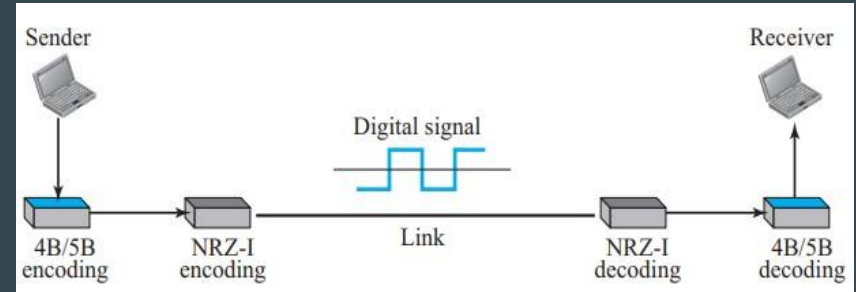 Sender
Receiver
Digital signal
Link
4B/5B
encoding
NRZ-I
encoding
NRZ-I
decoding
4B/5B
decoding